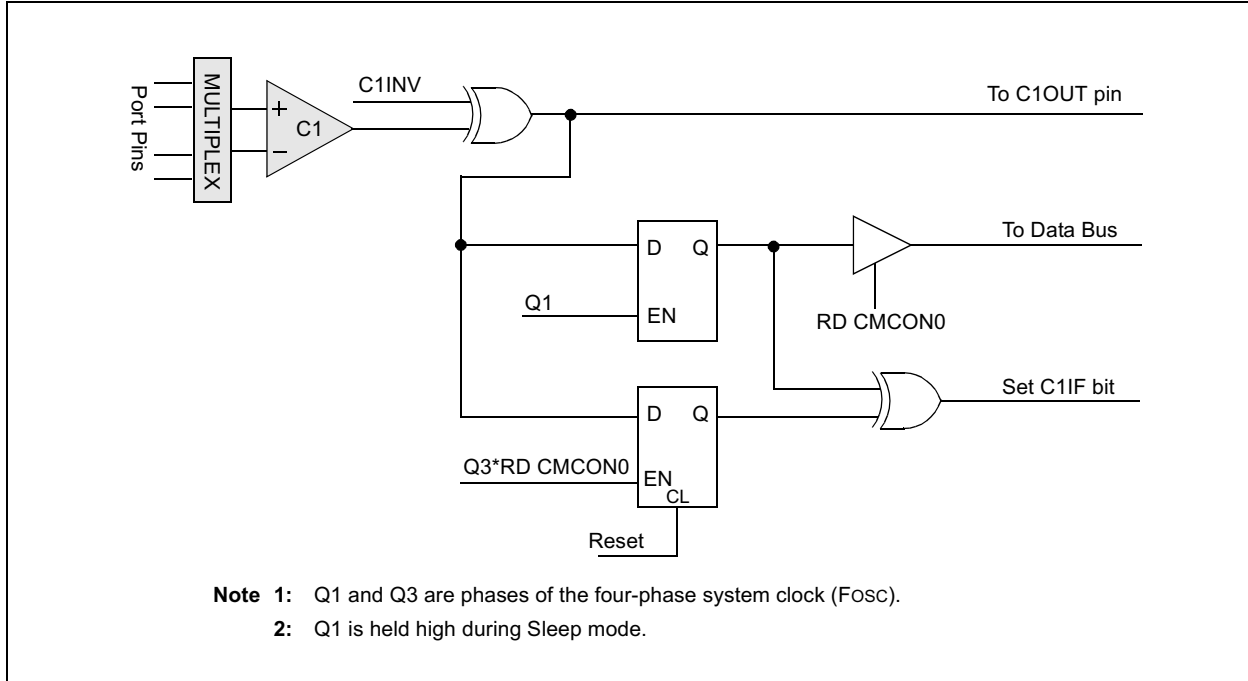 Port Pins
MULTIPLEX
+
−
C1
C1INV
To C1OUT pin
D Q
Q1
EN
To Data Bus
RD CMCON0
D Q
Q3*RD CMCON0
EN
CL
Reset
Set C1IF bit
Note 1: Q1 and Q3 are phases of the four-phase system clock (FOSC).
2: Q1 is held high during Sleep mode.